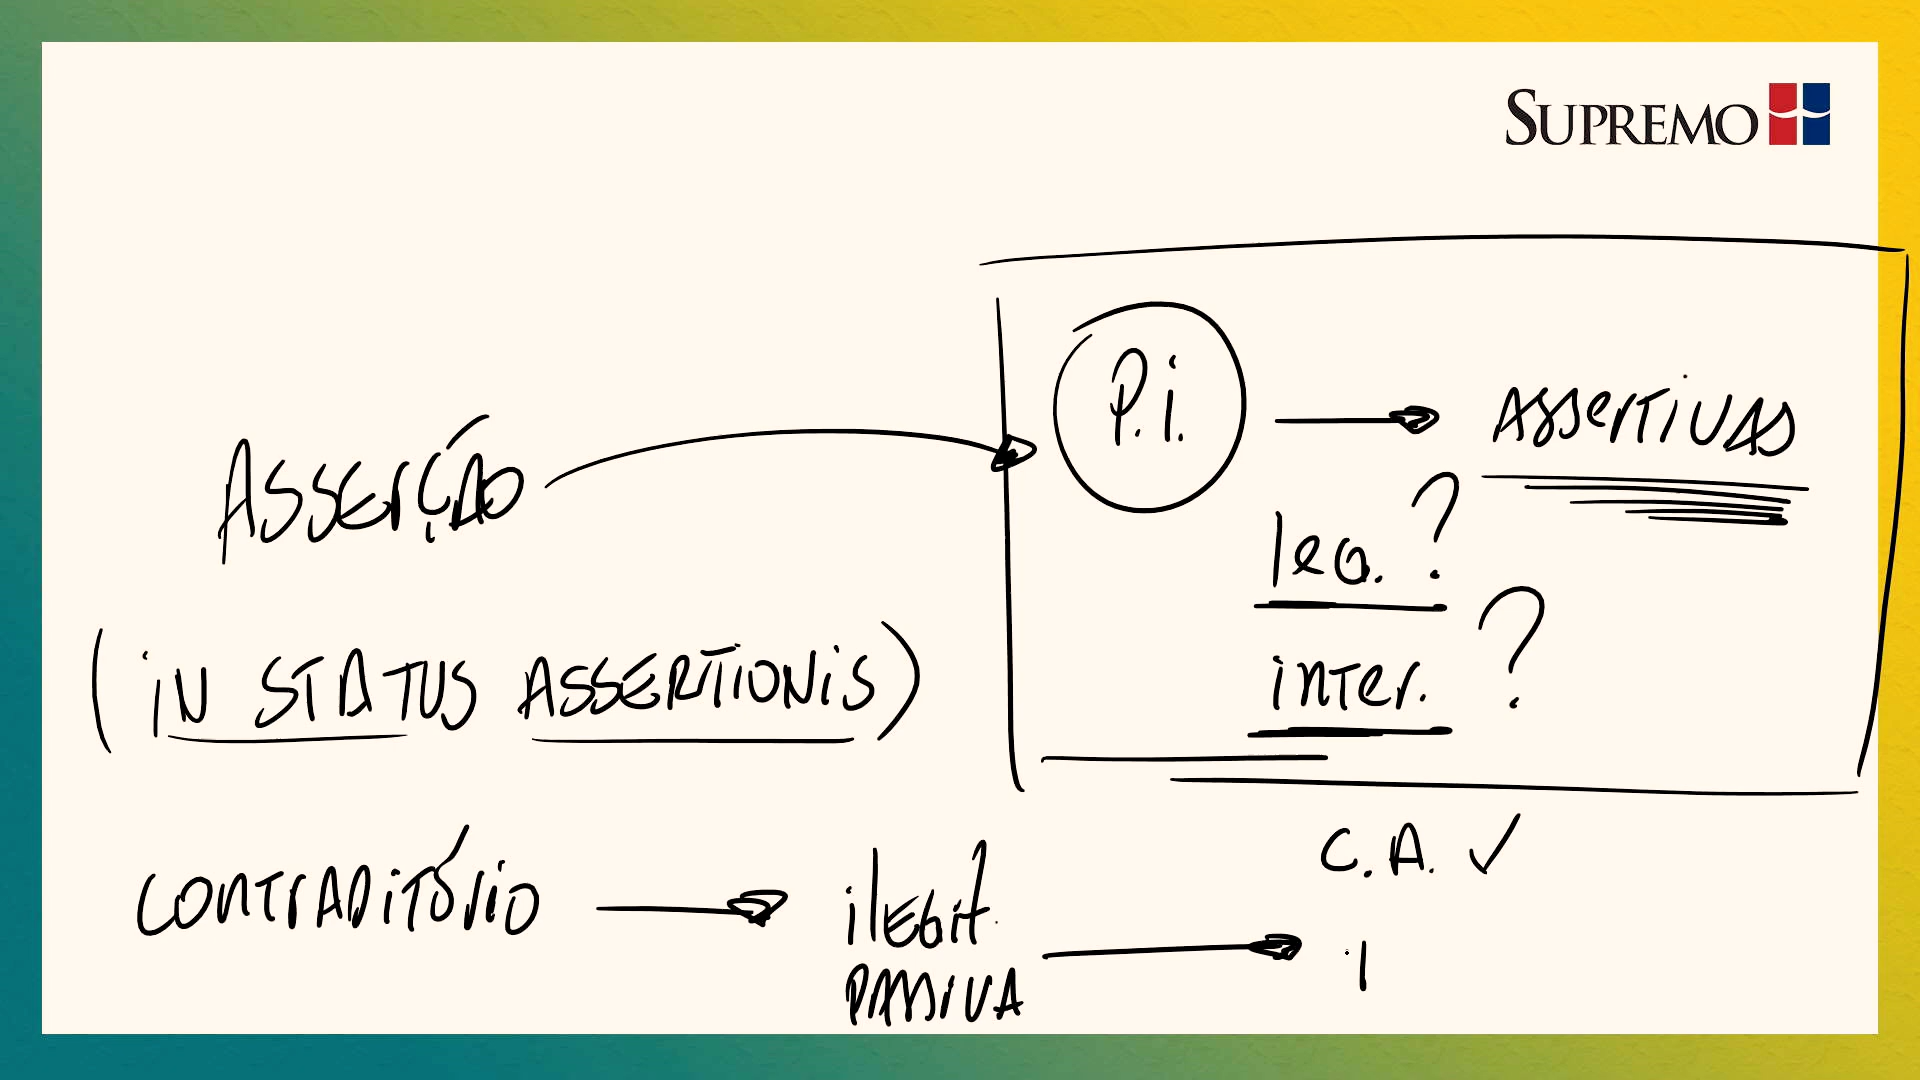 SUPREMO
P.i. → ASSERTIVAS
ASSERÇÃO
leg. ?
inter. ?
(iN STATUS ASSERTIONiS)
C.A. ✓
CONTRADITÓRIO → ilEGit.
PASSIVA →